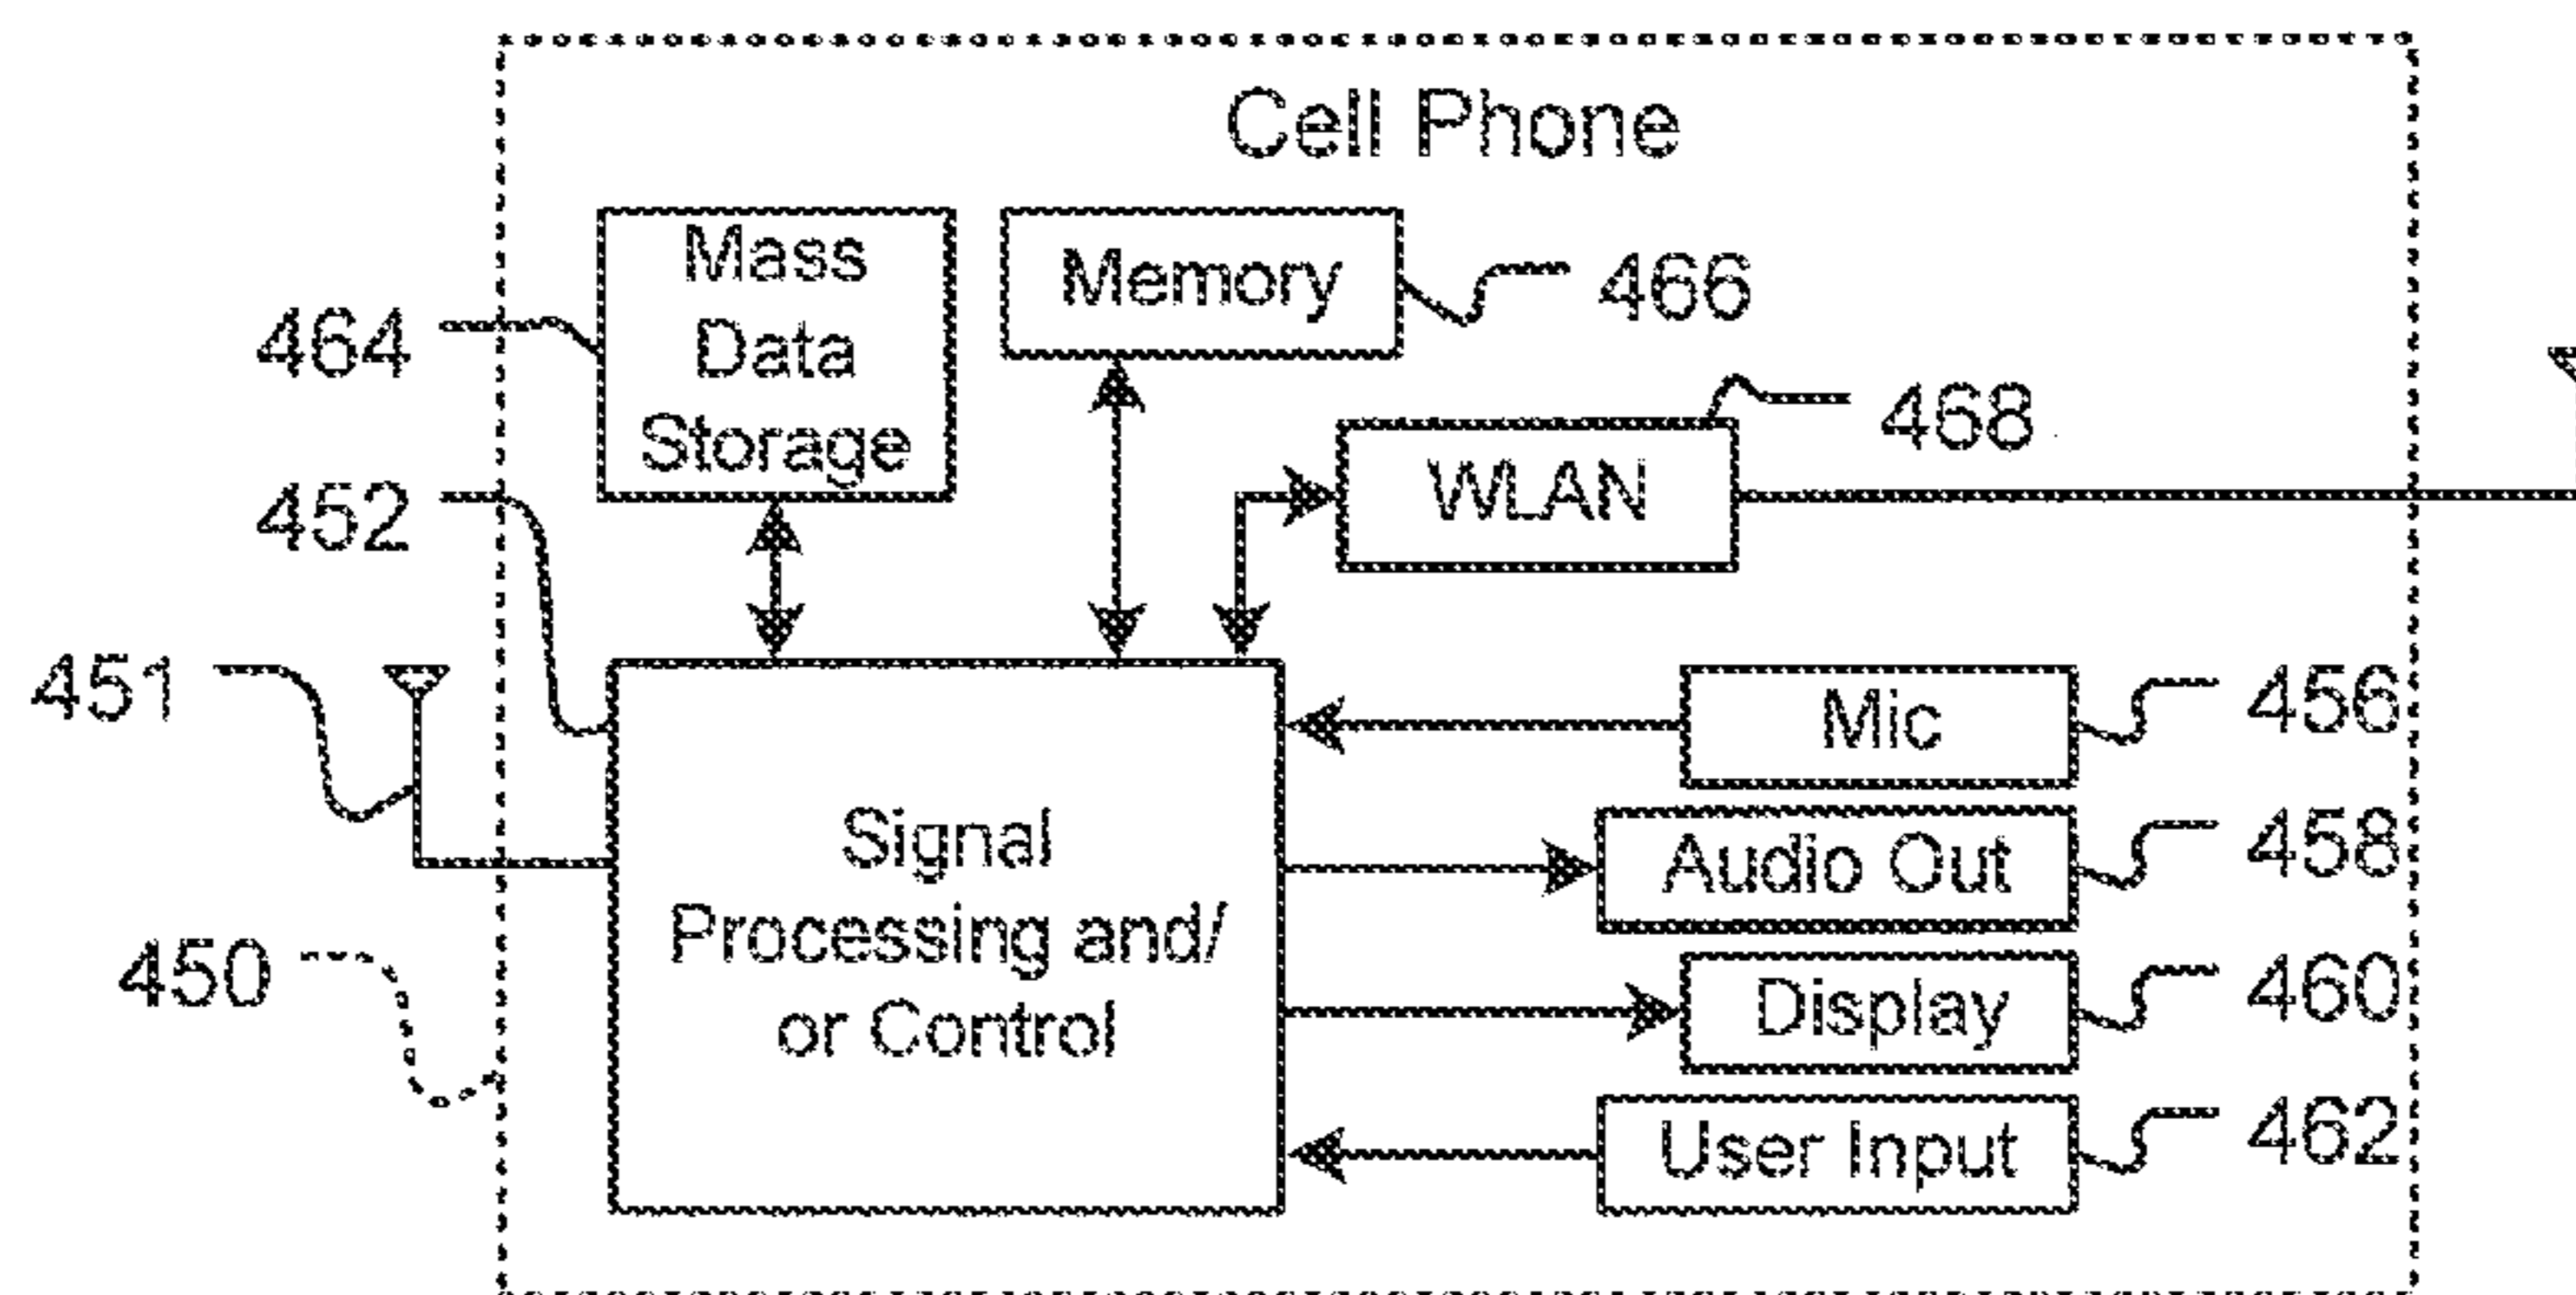 Cell Phone
Mass
Data
Storage
Memory
466
464
468
WLAN
452
451
Mic
456
Signal
Processing and/
or Control
Audio Out
458
450
Display
460
User Input
462